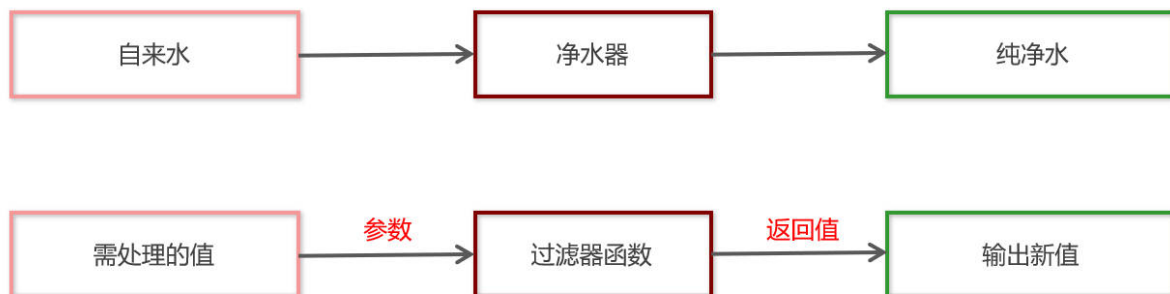 自来水
净水器
纯净水
参数
返回值
需处理的值
过滤器函数
输出新值